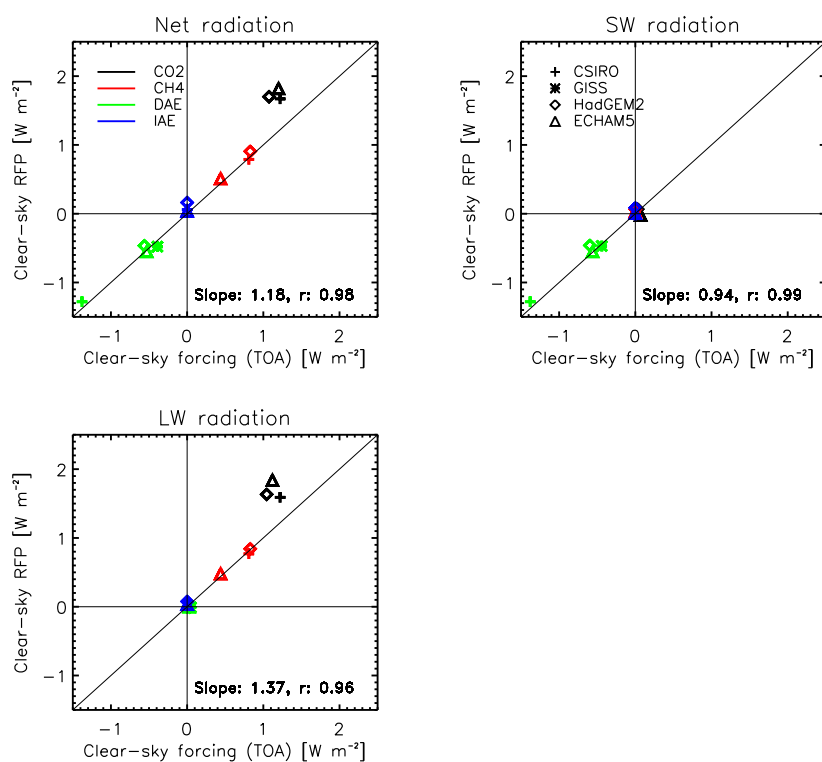 Net radiation
2
1
0
−1
Clear−sky RFP [W m⁻²]
CO2
CH4
DAE
IAE
Slope: 1.18, r: 0.98
−1 0 1 2
Clear−sky forcing (TOA) [W m⁻²]
SW radiation
2
1
0
−1
Clear−sky RFP [W m⁻²]
CSIRO
GISS
HadGEM2
ECHAM5
Slope: 0.94, r: 0.99
−1 0 1 2
Clear−sky forcing (TOA) [W m⁻²]
LW radiation
2
1
0
−1
Clear−sky RFP [W m⁻²]
Slope: 1.37, r: 0.96
−1 0 1 2
Clear−sky forcing (TOA) [W m⁻²]